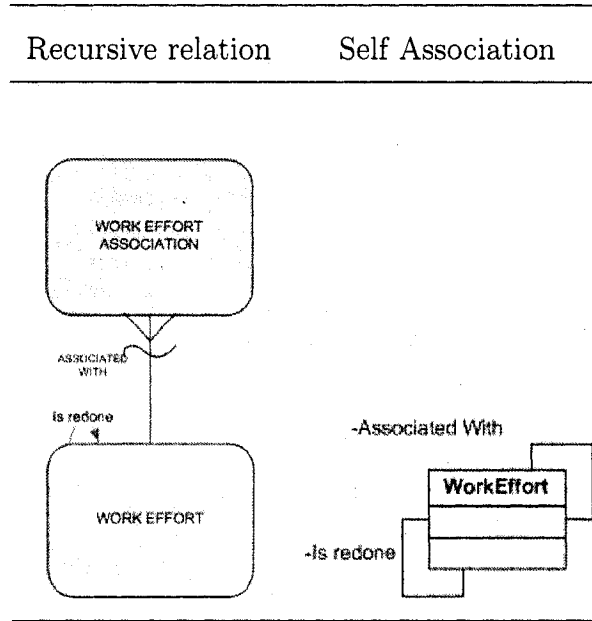 Recursive relation Self Association
WORK EFFORT
ASSOCIATION
ASSOCIATED
WITH
Is redone
WORK EFFORT
-Associated With
WorkEffort
-Is redone